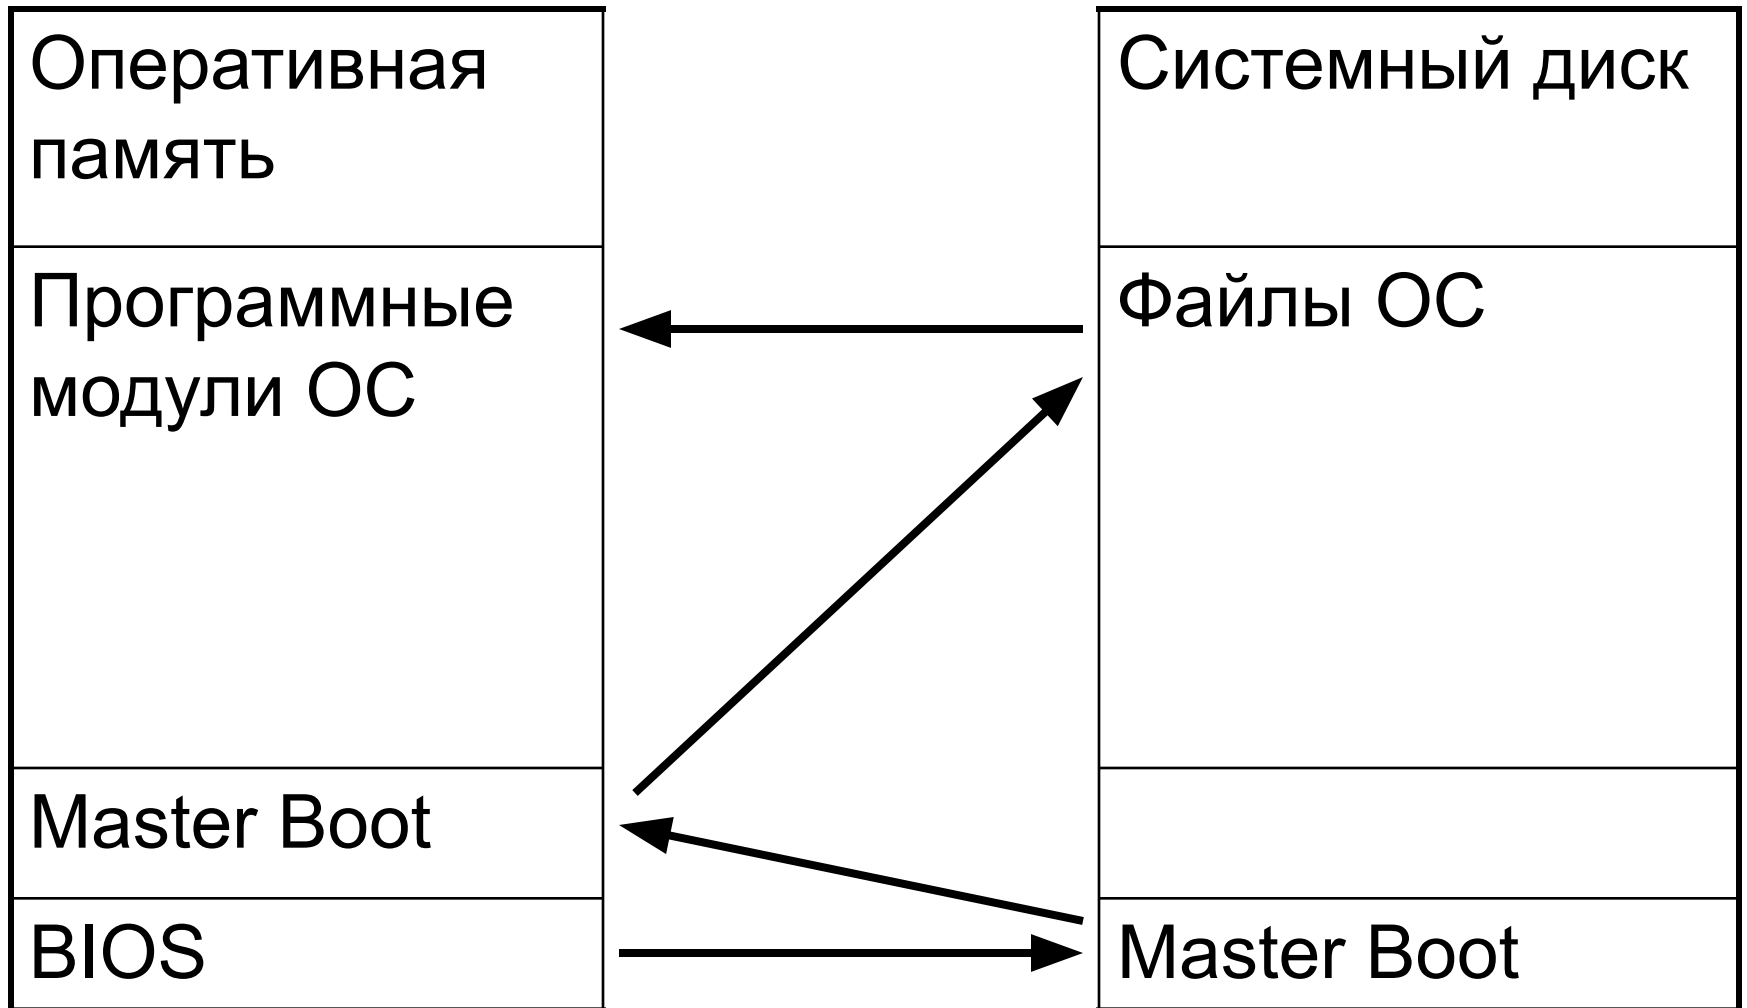 Оперативная
память
Системный диск
Программные
модули ОС
Файлы ОС
Master Boot
BIOS
Master Boot